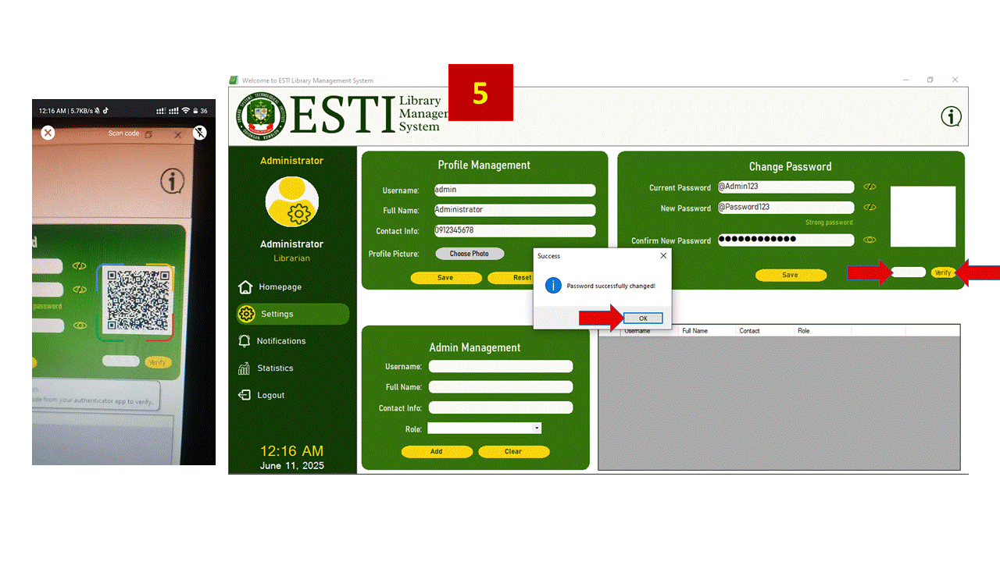 5
12:16 AM | 5.7KB/s
36
Scan code
password
Verify
ode from your authenticator app to verify.
Welcome to ESTI Library Management System
ESTI
Library
Manager
System
Administrator
Administrator
Librarian
Homepage
Settings
Notifications
Statistics
Logout
12:16 AM
June 11, 2025
Profile Management
Username: admin
Full Name: Administrator
Contact Info: 0912345678
Profile Picture: Choose Photo
Save Reset
Change Password
Current Password @Admin123
New Password @Password123
Strong password
Confirm New Password ●●●●●●●●●●●●
Save
Verify
Success
Password successfully changed!
OK
Admin Management
Username:
Full Name:
Contact Info:
Role:
Add Clear
Username Full Name Contact Role